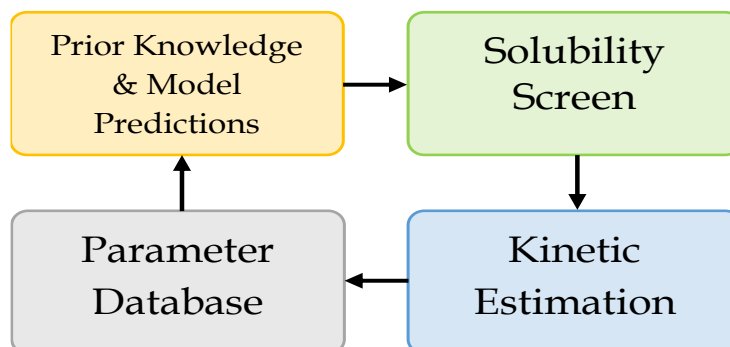 Prior Knowledge
& Model
Predictions
Solubility
Screen
Parameter
Database
Kinetic
Estimation